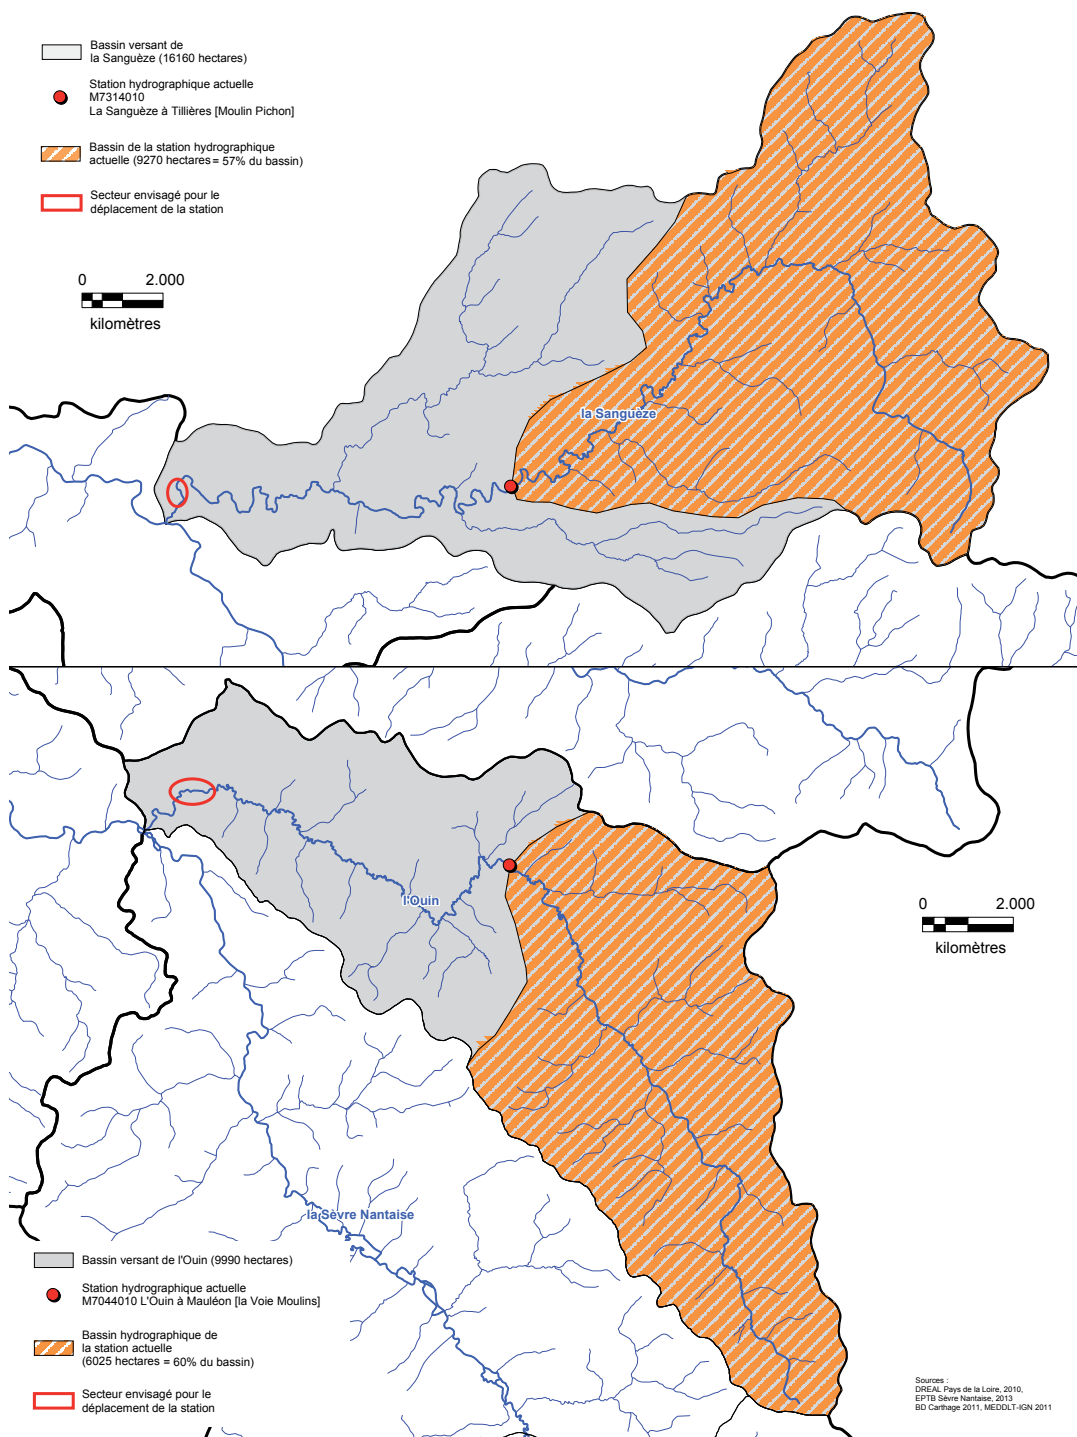 Bassin versant de
la Sanguèze (16160 hectares)
Station hydrographique actuelle
M7314010
La Sanguèze à Tillières [Moulin Pichon]
Bassin de la station hydrographique
actuelle (9270 hectares = 57% du bassin)
Secteur envisagé pour le
déplacement de la station
0 2.000
kilomètres
la Sanguèze
l'Ouin
0 2.000
kilomètres
la Sèvre Nantaise
Bassin versant de l'Ouin (9990 hectares)
Station hydrographique actuelle
M7044010 L'Ouin à Mauléon [la Voie Moulins]
Bassin hydrographique de
la station actuelle
(6025 hectares = 60% du bassin)
Secteur envisagé pour le
déplacement de la station
Sources :
DREAL Pays de la Loire, 2010,
EPTB Sèvre Nantaise, 2013
BD Carthage 2011, MEDDLT-IGN 2011